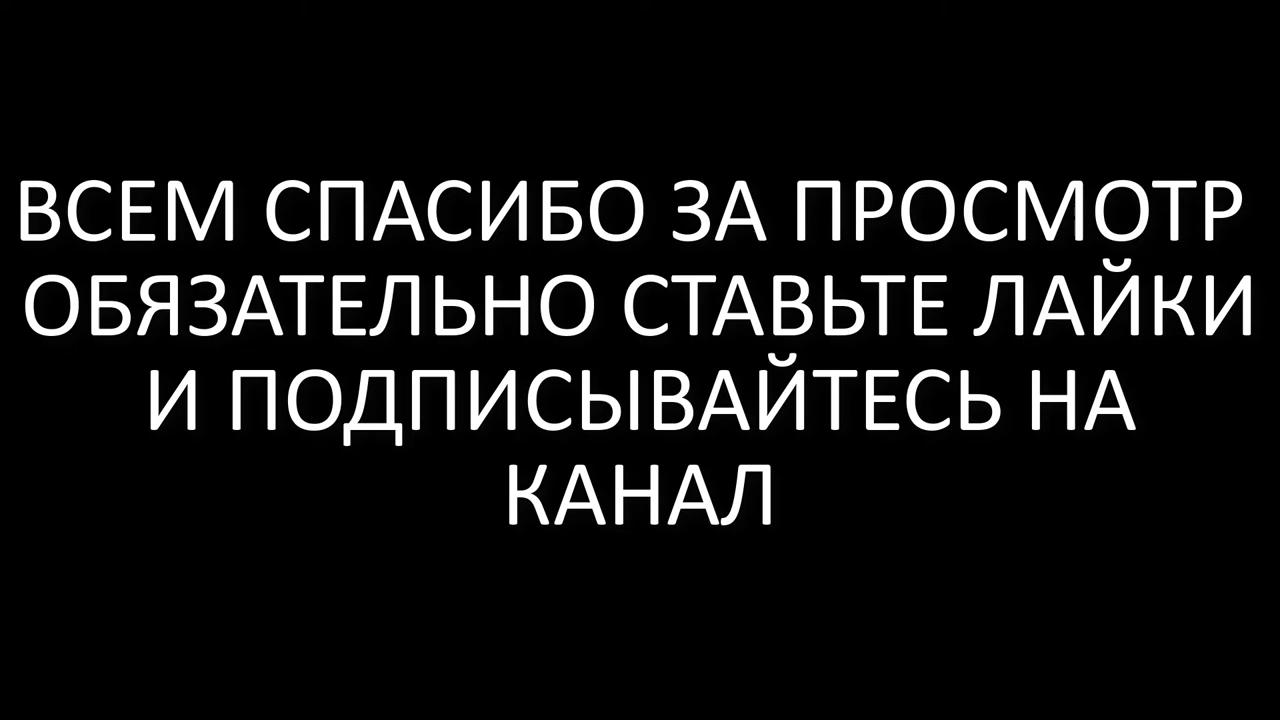 ВСЕМ СПАСИБО ЗА ПРОСМОТР
ОБЯЗАТЕЛЬНО СТАВЬТЕ ЛАЙКИ
И ПОДПИСЫВАЙТЕСЬ НА
КАНАЛ